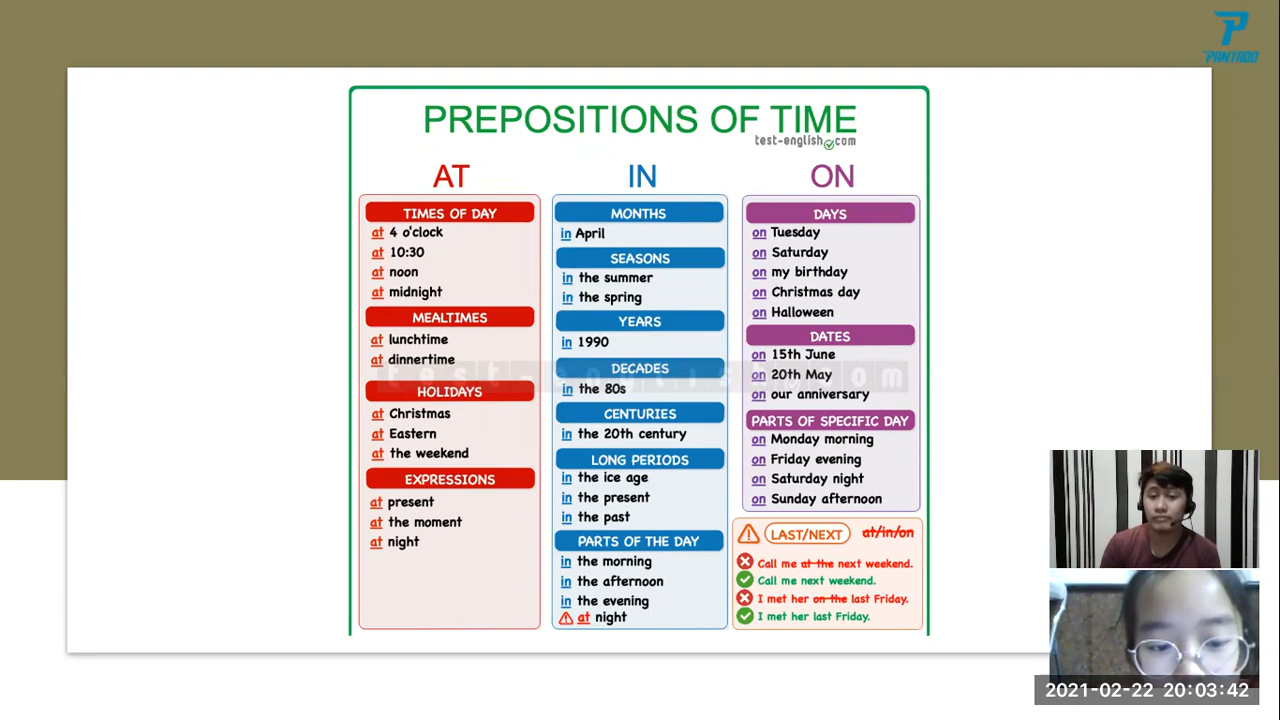 PANTADO
PREPOSITIONS OF TIME
test-english.com
AT
TIMES OF DAY
at 4 o'clock
at 10:30
at noon
at midnight
MEALTIMES
at lunchtime
at dinnertime
HOLIDAYS
at Christmas
at Eastern
at the weekend
EXPRESSIONS
at present
at the moment
at night
IN
MONTHS
in April
SEASONS
in the summer
in the spring
YEARS
in 1990
DECADES
in the 80s
CENTURIES
in the 20th century
LONG PERIODS
in the ice age
in the present
in the past
PARTS OF THE DAY
in the morning
in the afternoon
in the evening
at night
ON
DAYS
on Tuesday
on Saturday
on my birthday
on Christmas day
on Halloween
DATES
on 15th June
on 20th May
on our anniversary
PARTS OF SPECIFIC DAY
on Monday morning
on Friday evening
on Saturday night
on Sunday afternoon
LAST/NEXT at/in/on
Call me at the next weekend.
Call me next weekend.
I met her on the last Friday.
I met her last Friday.
test-english.com
2021-02-22 20:03:42